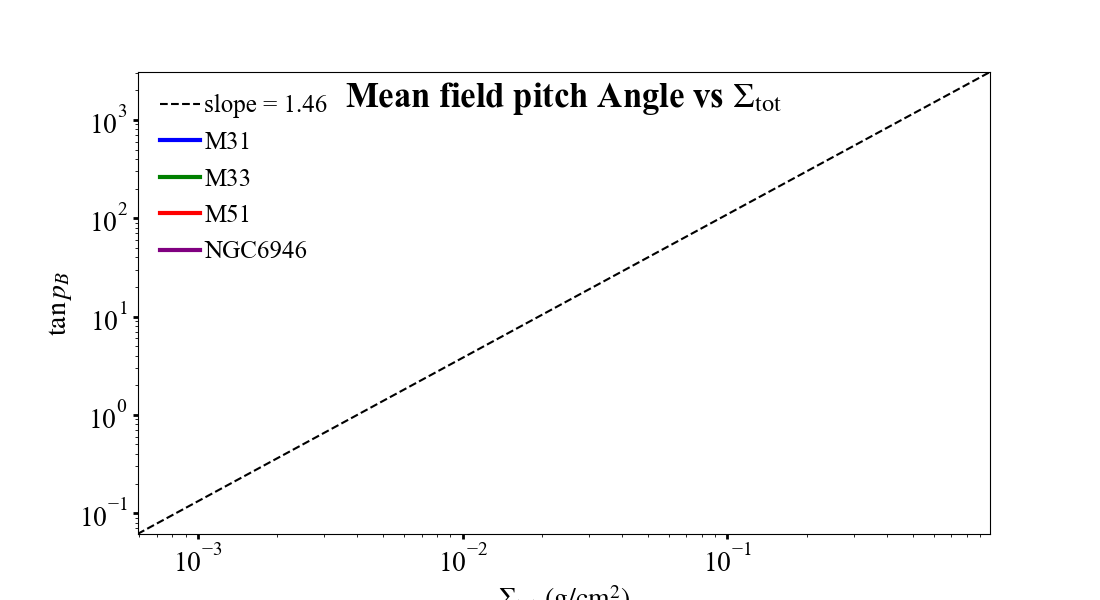 Mean field pitch Angle vs Σtot
slope = 1.46
M31
M33
M51
NGC6946
tan pB
10³
10²
10¹
10⁰
10⁻¹
10⁻³ 10⁻² 10⁻¹
Σ (g/cm²)